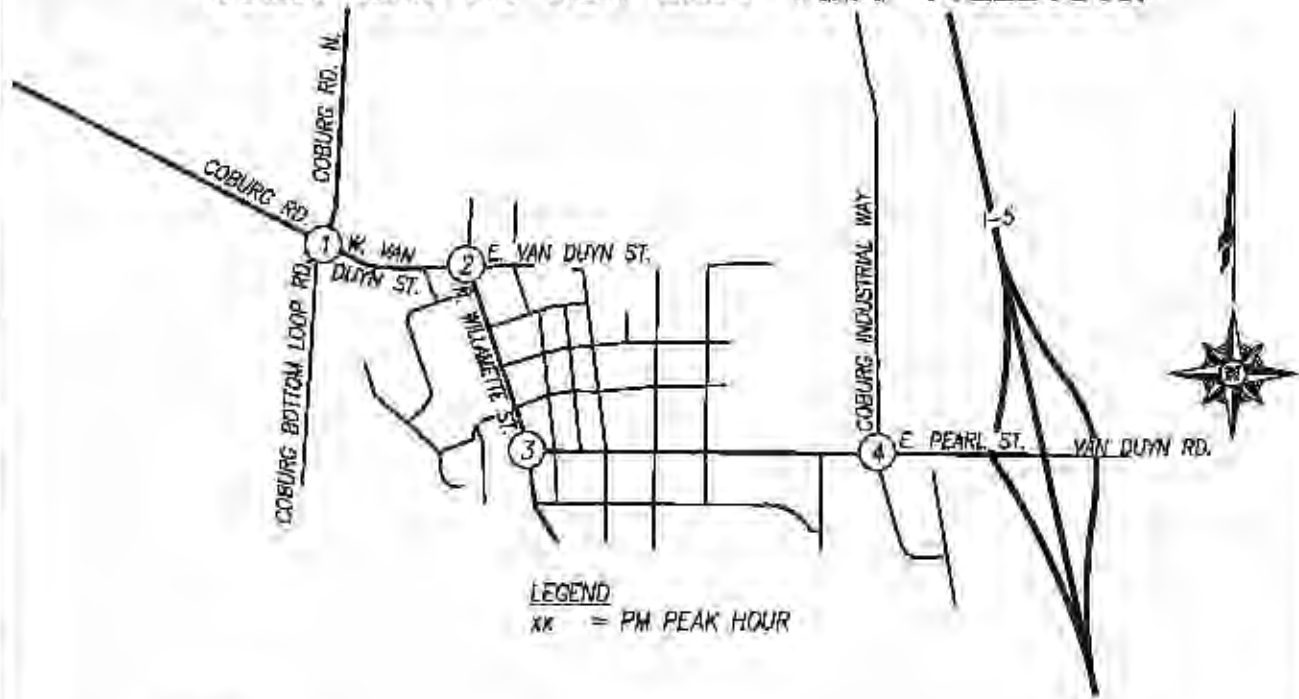 COBURG RD. N.
COBURG RD.
1
W. VAN
DUYN ST.
2
E. VAN DUYN ST.
COBURG BOTTOM LOOP RD.
WILLAMETTE ST.
3
COBURG INDUSTRIAL WAY
I-5
4
E. PEARL ST.
VAN DUYN RD.
LEGEND
XX = PM PEAK HOUR